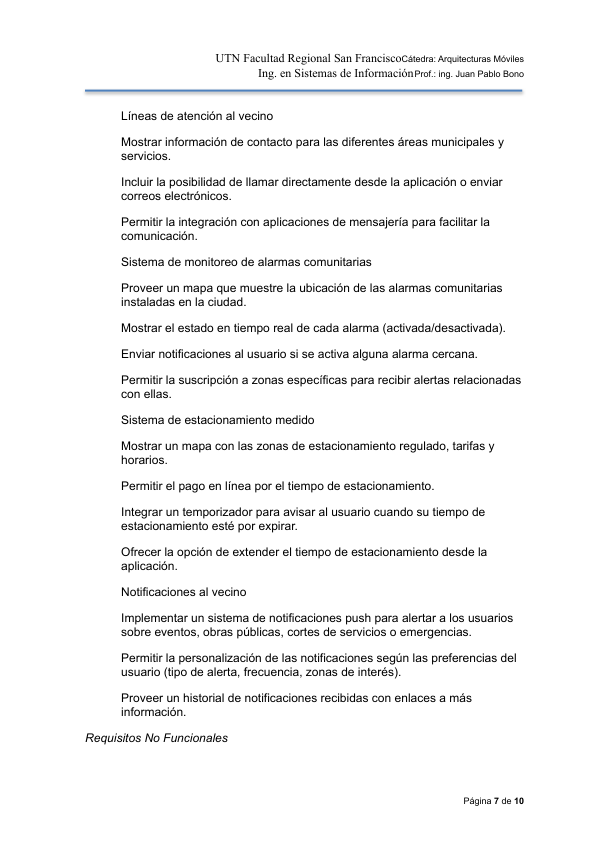 UTN Facultad Regional San FranciscoCátedra: Arquitecturas Móviles
Ing. en Sistemas de InformaciónProf.: ing. Juan Pablo Bono
Líneas de atención al vecino
Mostrar información de contacto para las diferentes áreas municipales y
servicios.
Incluir la posibilidad de llamar directamente desde la aplicación o enviar
correos electrónicos.
Permitir la integración con aplicaciones de mensajería para facilitar la
comunicación.
Sistema de monitoreo de alarmas comunitarias
Proveer un mapa que muestre la ubicación de las alarmas comunitarias
instaladas en la ciudad.
Mostrar el estado en tiempo real de cada alarma (activada/desactivada).
Enviar notificaciones al usuario si se activa alguna alarma cercana.
Permitir la suscripción a zonas específicas para recibir alertas relacionadas
con ellas.
Sistema de estacionamiento medido
Mostrar un mapa con las zonas de estacionamiento regulado, tarifas y
horarios.
Permitir el pago en línea por el tiempo de estacionamiento.
Integrar un temporizador para avisar al usuario cuando su tiempo de
estacionamiento esté por expirar.
Ofrecer la opción de extender el tiempo de estacionamiento desde la
aplicación.
Notificaciones al vecino
Implementar un sistema de notificaciones push para alertar a los usuarios
sobre eventos, obras públicas, cortes de servicios o emergencias.
Permitir la personalización de las notificaciones según las preferencias del
usuario (tipo de alerta, frecuencia, zonas de interés).
Proveer un historial de notificaciones recibidas con enlaces a más
información.
Requisitos No Funcionales
Página 7 de 10